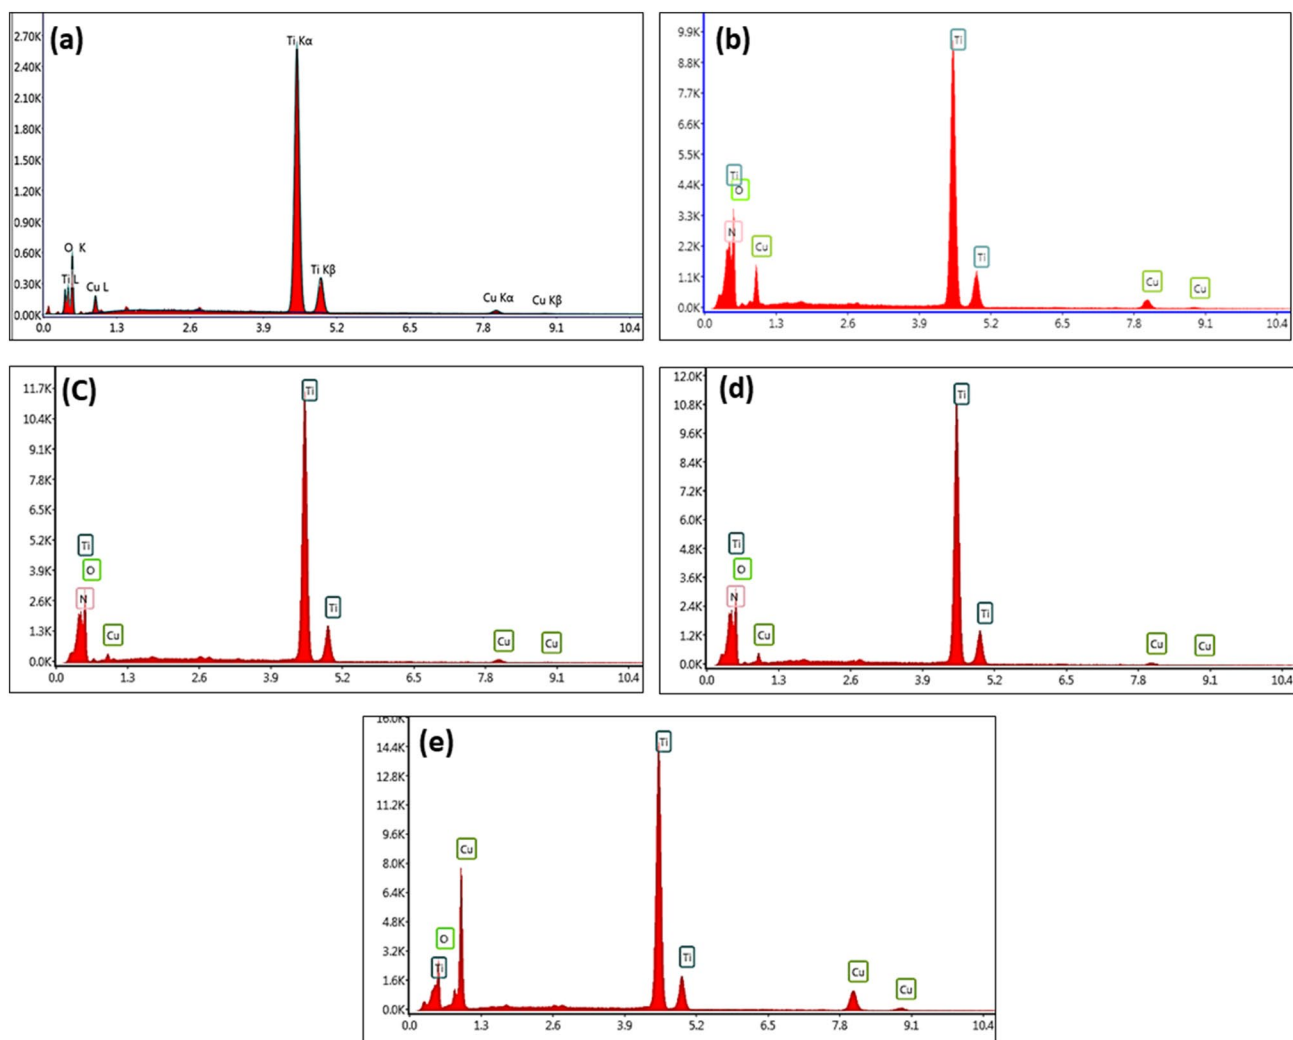 (a)
2.70K
2.40K
2.10K
1.80K
1.50K
1.20K
0.90K
0.60K
0.30K
0.00K
Ti Kα
O K
Ti L
Cu L
Ti Kβ
Cu Kα
Cu Kβ
0.0 1.3 2.6 3.9 5.2 6.5 7.8 9.1 10.4
(b)
9.9K
8.8K
7.7K
6.6K
5.5K
4.4K
3.3K
2.2K
1.1K
0.0K
Ti
Ti
O
N
Cu
Ti
Cu
Cu
0.0 1.3 2.6 3.9 5.2 6.5 7.8 9.1 10.4
(C)
11.7K
10.4K
9.1K
7.8K
6.5K
5.2K
3.9K
2.6K
1.3K
0.0K
Ti
Ti
O
N
Cu
Ti
Cu
Cu
0.0 1.3 2.6 3.9 5.2 6.5 7.8 9.1 10.4
(d)
12.0K
10.8K
9.6K
8.4K
7.2K
6.0K
4.8K
3.6K
2.4K
1.2K
0.0K
Ti
Ti
O
N
Cu
Ti
Cu
Cu
0.0 1.3 2.6 3.9 5.2 6.5 7.8 9.1 10.4
(e)
16.0K
14.4K
12.8K
11.2K
9.6K
8.0K
6.4K
4.8K
3.2K
1.6K
0.0K
Ti
Cu
O
Ti
Ti
Cu
Cu
0.0 1.3 2.6 3.9 5.2 6.5 7.8 9.1 10.4